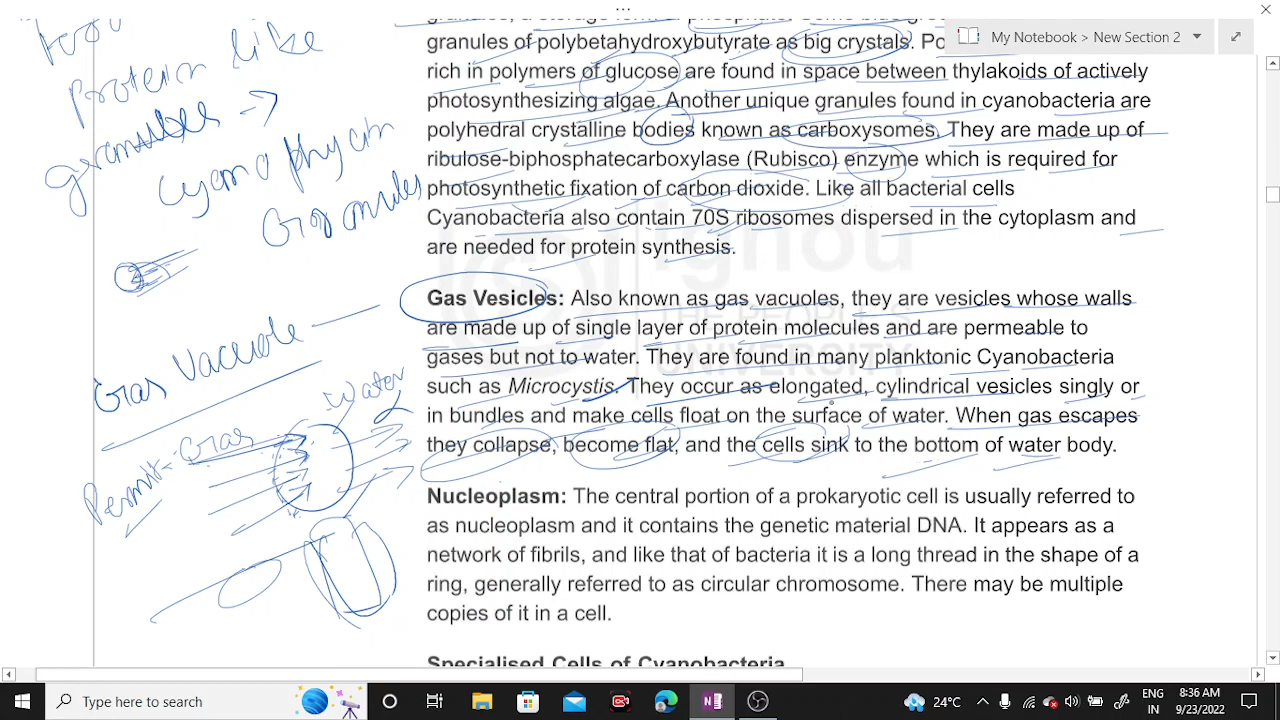 ...
My Notebook > New Section 2
granules of polybetahydroxybutyrate as big crystals.
rich in polymers of glucose are found in space between thylakoids of actively
photosynthesizing algae. Another unique granules found in cyanobacteria are
polyhedral crystalline bodies known as carboxysomes. They are made up of
ribulose-biphosphatecarboxylase (Rubisco) enzyme which is required for
photosynthetic fixation of carbon dioxide. Like all bacterial cells
Cyanobacteria also contain 70S ribosomes dispersed in the cytoplasm and
are needed for protein synthesis.
Gas Vesicles: Also known as gas vacuoles, they are vesicles whose walls
are made up of single layer of protein molecules and are permeable to
gases but not to water. They are found in many planktonic Cyanobacteria
such as Microcystis. They occur as elongated, cylindrical vesicles singly or
in bundles and make cells float on the surface of water. When gas escapes
they collapse, become flat, and the cells sink to the bottom of water body.
Nucleoplasm: The central portion of a prokaryotic cell is usually referred to
as nucleoplasm and it contains the genetic material DNA. It appears as a
network of fibrils, and like that of bacteria it is a long thread in the shape of a
ring, generally referred to as circular chromosome. There may be multiple
copies of it in a cell.
Specialised Cells of Cyanobacteria
Protein like
granules →
Cyanophycin
Granules
Gas Vacuole
Water
Gas
Permit
ignou
THE PEOPLE'S
UNIVERSITY
Type here to search
24°C
ENG
IN
8:36 AM
9/23/2022